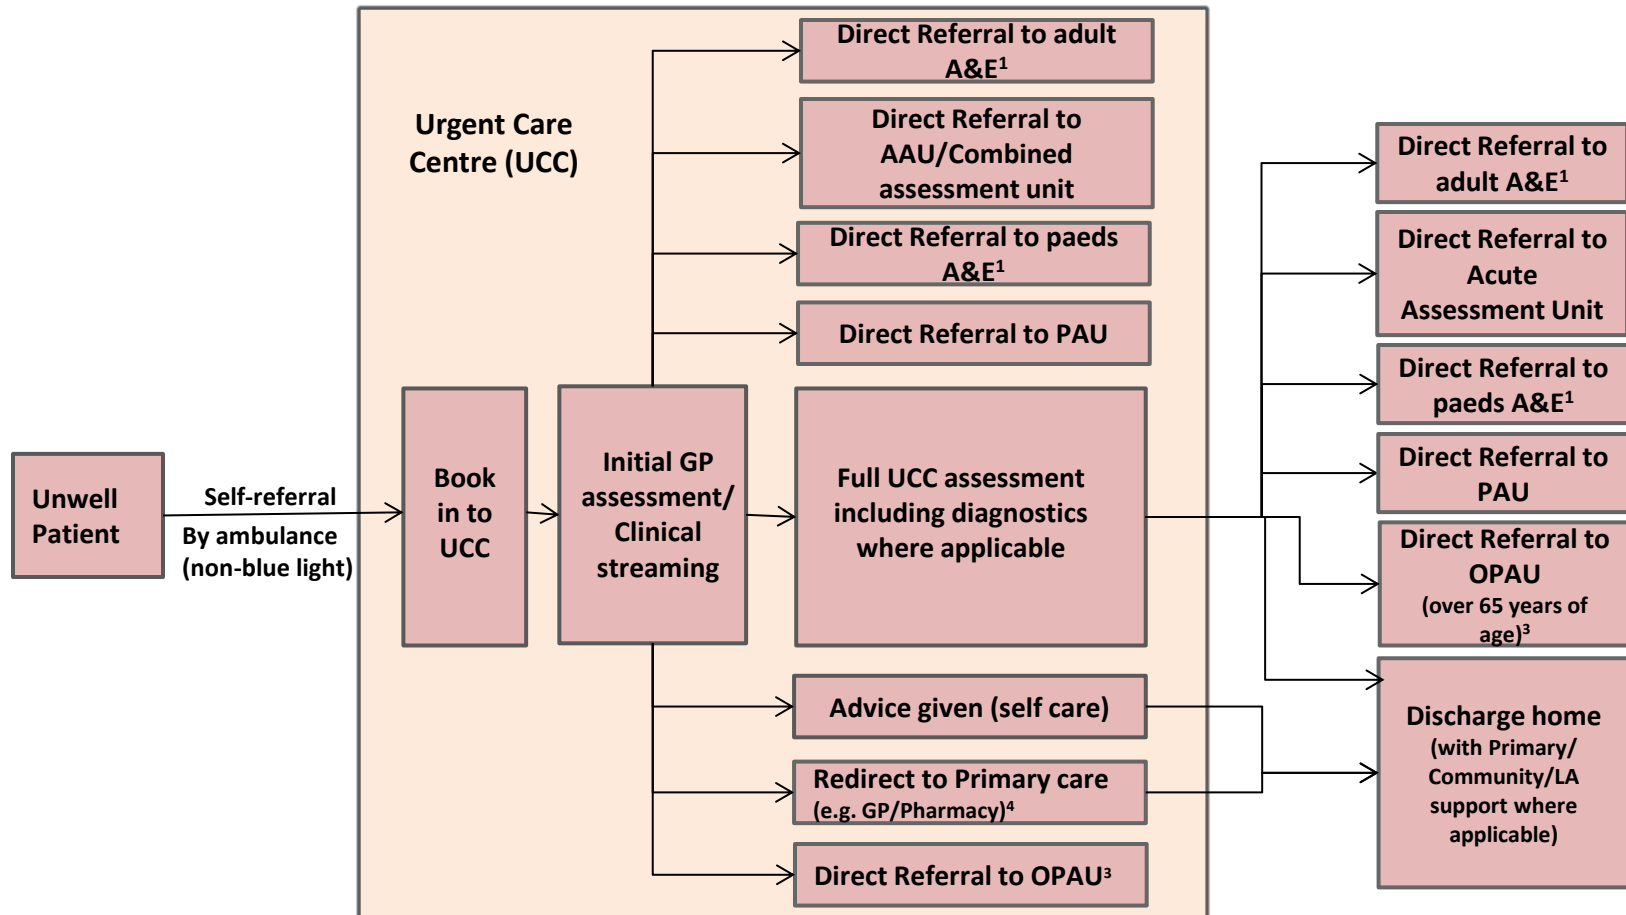 Urgent Care
Centre (UCC)
Unwell
Patient
Self-referral
By ambulance
(non-blue light)
Book
in to
UCC
Initial GP
assessment/
Clinical
streaming
Direct Referral to adult
A&E¹
Direct Referral to
AAU/Combined
assessment unit
Direct Referral to paeds
A&E¹
Direct Referral to PAU
Full UCC assessment
including diagnostics
where applicable
Advice given (self care)
Redirect to Primary care
(e.g. GP/Pharmacy)⁴
Direct Referral to OPAU³
Direct Referral to
adult A&E¹
Direct Referral to
Acute
Assessment Unit
Direct Referral to
paeds A&E¹
Direct Referral to
PAU
Direct Referral to
OPAU
(over 65 years of
age)³
Discharge home
(with Primary/
Community/LA
support where
applicable)